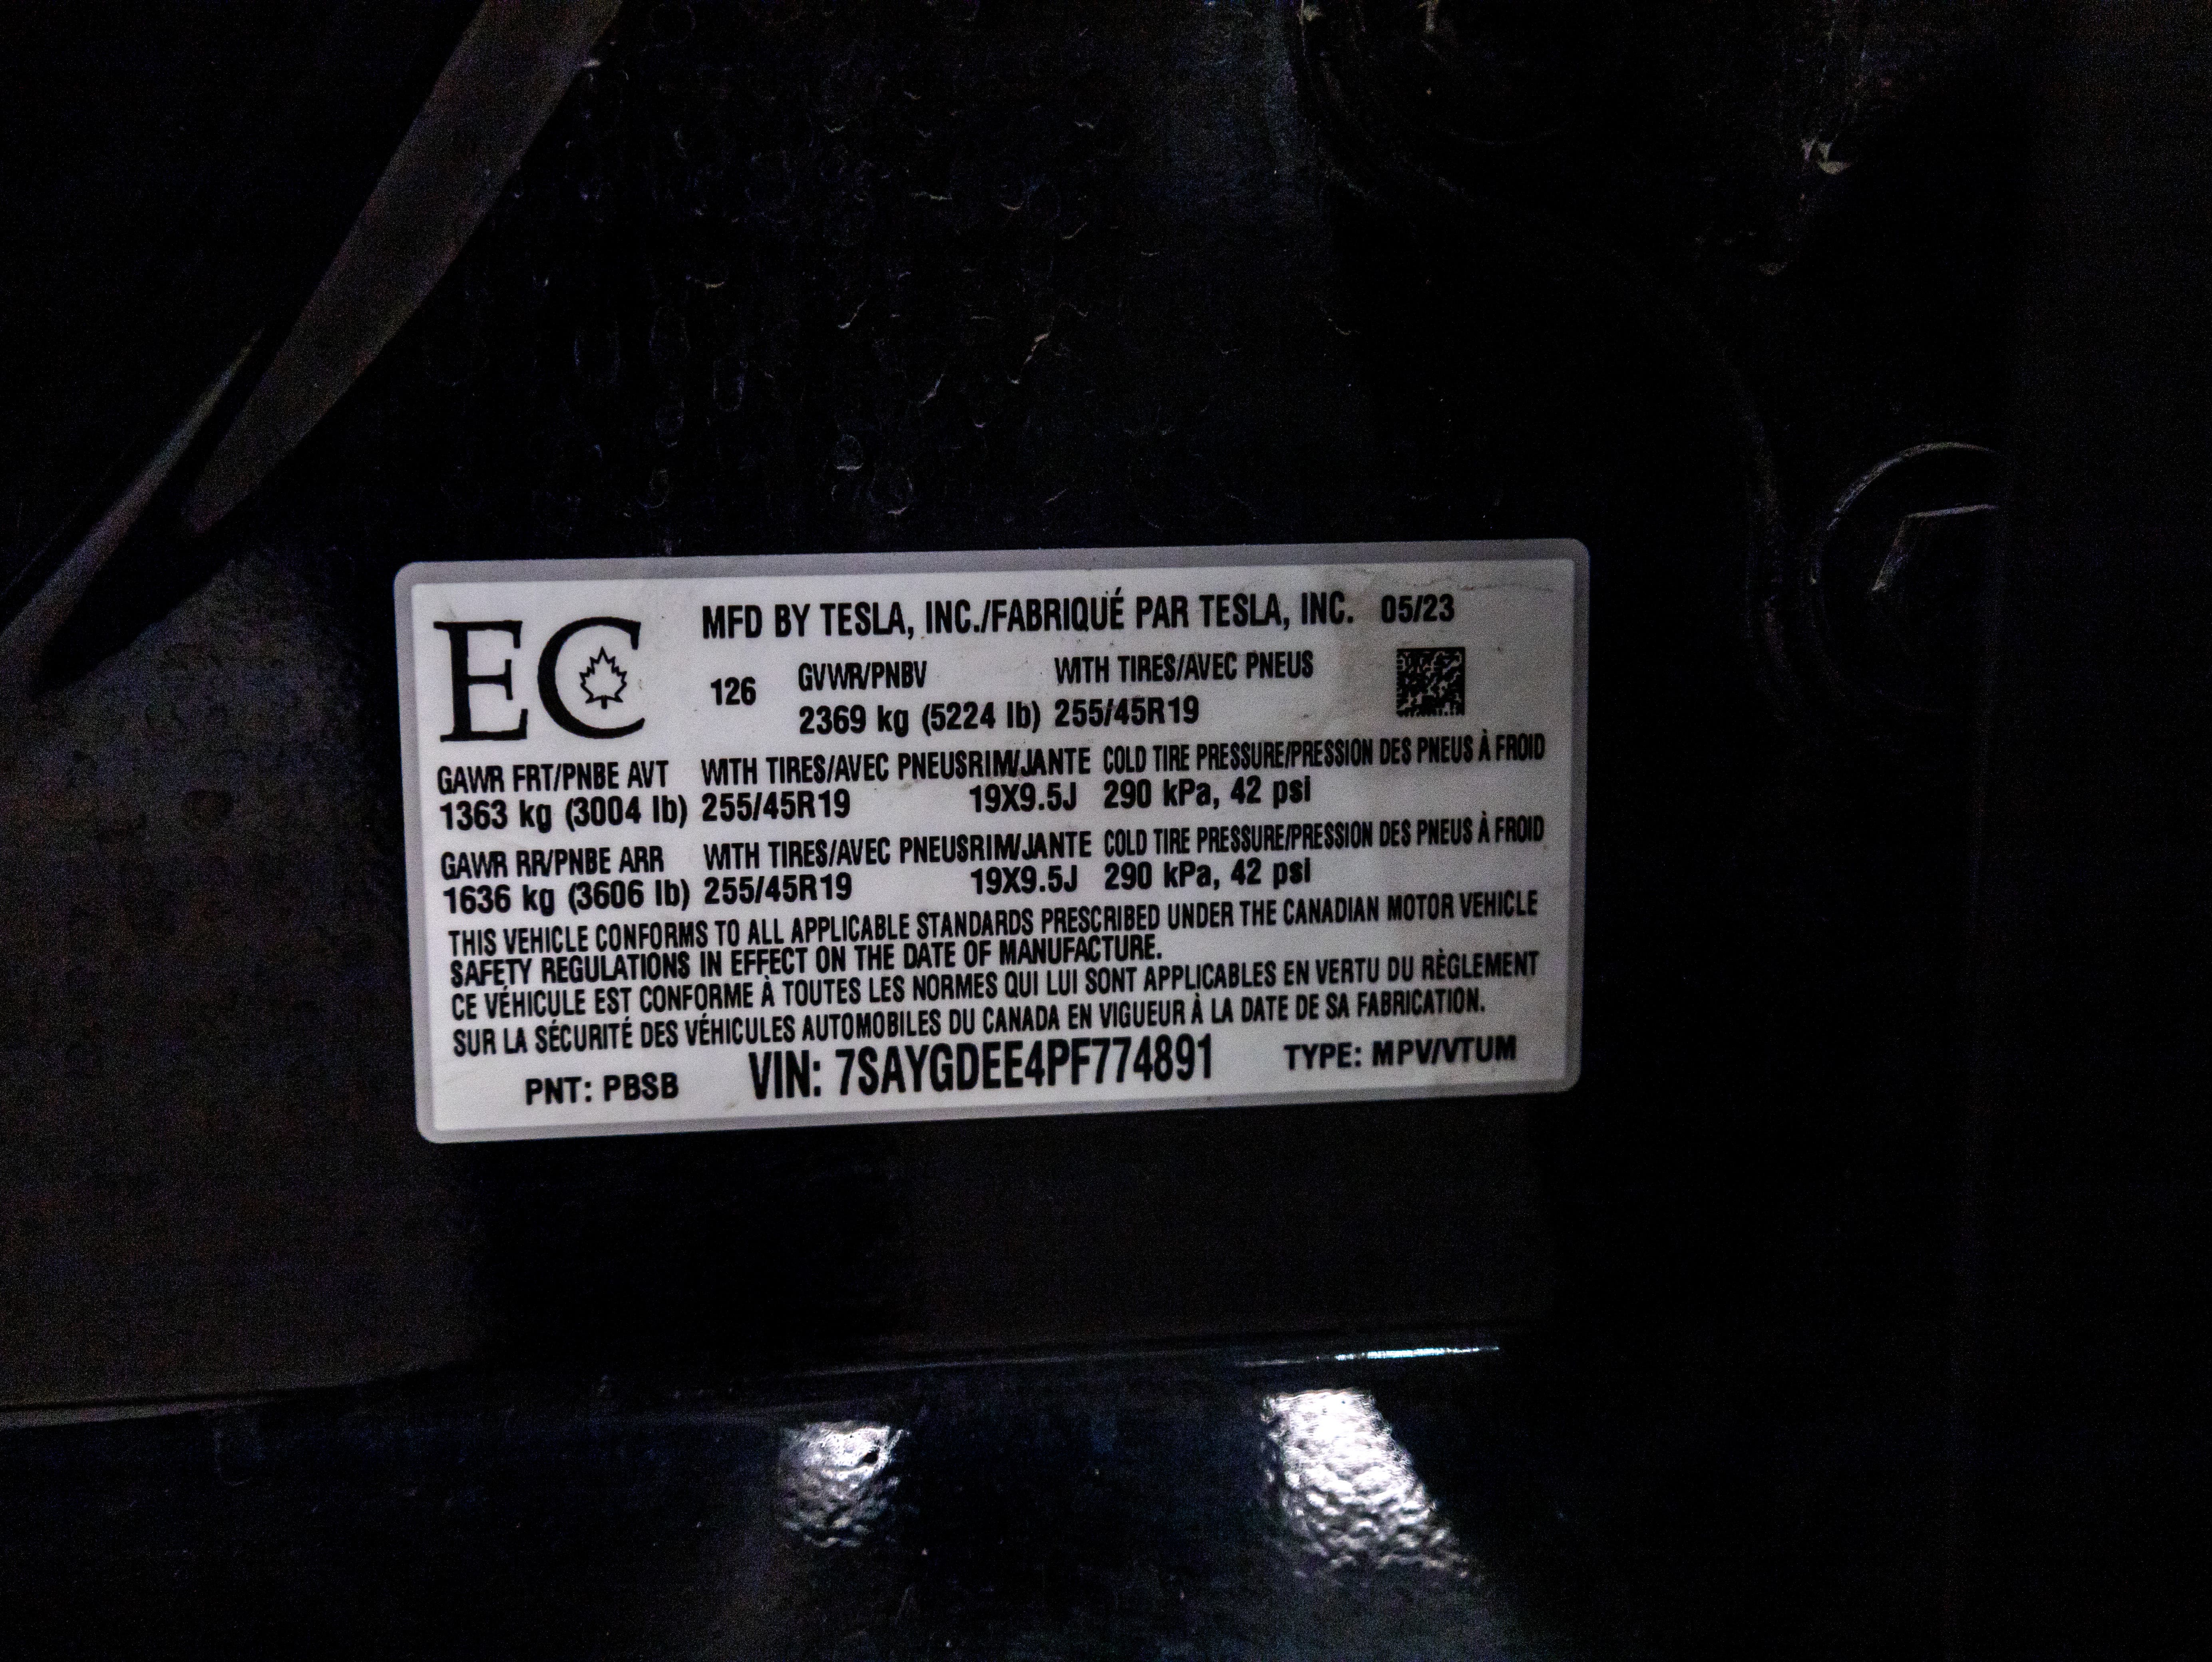 EC
MFD BY TESLA, INC./FABRIQUÉ PAR TESLA, INC. 05/23
126 GVWR/PNBV WITH TIRES/AVEC PNEUS
2369 kg (5224 lb) 255/45R19
GAWR FRT/PNBE AVT WITH TIRES/AVEC PNEUSRIM/JANTE COLD TIRE PRESSURE/PRESSION DES PNEUS À FROID
1363 kg (3004 lb) 255/45R19 19X9.5J 290 kPa, 42 psi
GAWR RR/PNBE ARR WITH TIRES/AVEC PNEUSRIM/JANTE COLD TIRE PRESSURE/PRESSION DES PNEUS À FROID
1636 kg (3606 lb) 255/45R19 19X9.5J 290 kPa, 42 psi
THIS VEHICLE CONFORMS TO ALL APPLICABLE STANDARDS PRESCRIBED UNDER THE CANADIAN MOTOR VEHICLE
SAFETY REGULATIONS IN EFFECT ON THE DATE OF MANUFACTURE.
CE VÉHICULE EST CONFORME À TOUTES LES NORMES QUI LUI SONT APPLICABLES EN VERTU DU RÈGLEMENT
SUR LA SÉCURITÉ DES VÉHICULES AUTOMOBILES DU CANADA EN VIGUEUR À LA DATE DE SA FABRICATION.
PNT: PBSB VIN: 7SAYGDEE4PF774891 TYPE: MPV/VTUM